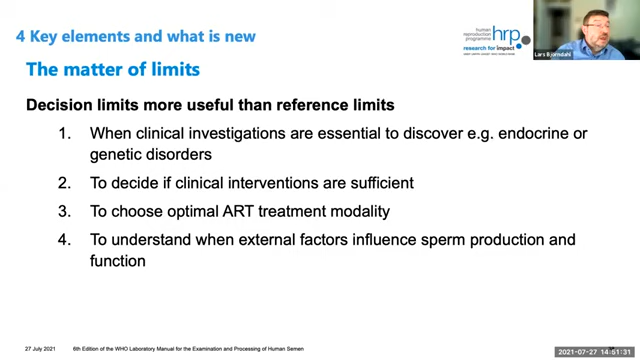 4 Key elements and what is new
human
reproduction
programme
hrp
research for impact
Lars Björndahl
The matter of limits
Decision limits more useful than reference limits
1. When clinical investigations are essential to discover e.g. endocrine or
genetic disorders
2. To decide if clinical interventions are sufficient
3. To choose optimal ART treatment modality
4. To understand when external factors influence sperm production and
function
27 July 2021 6th Edition of the WHO Laboratory Manual for the Examination and Processing of Human Semen
2021-07-27 14:51:31